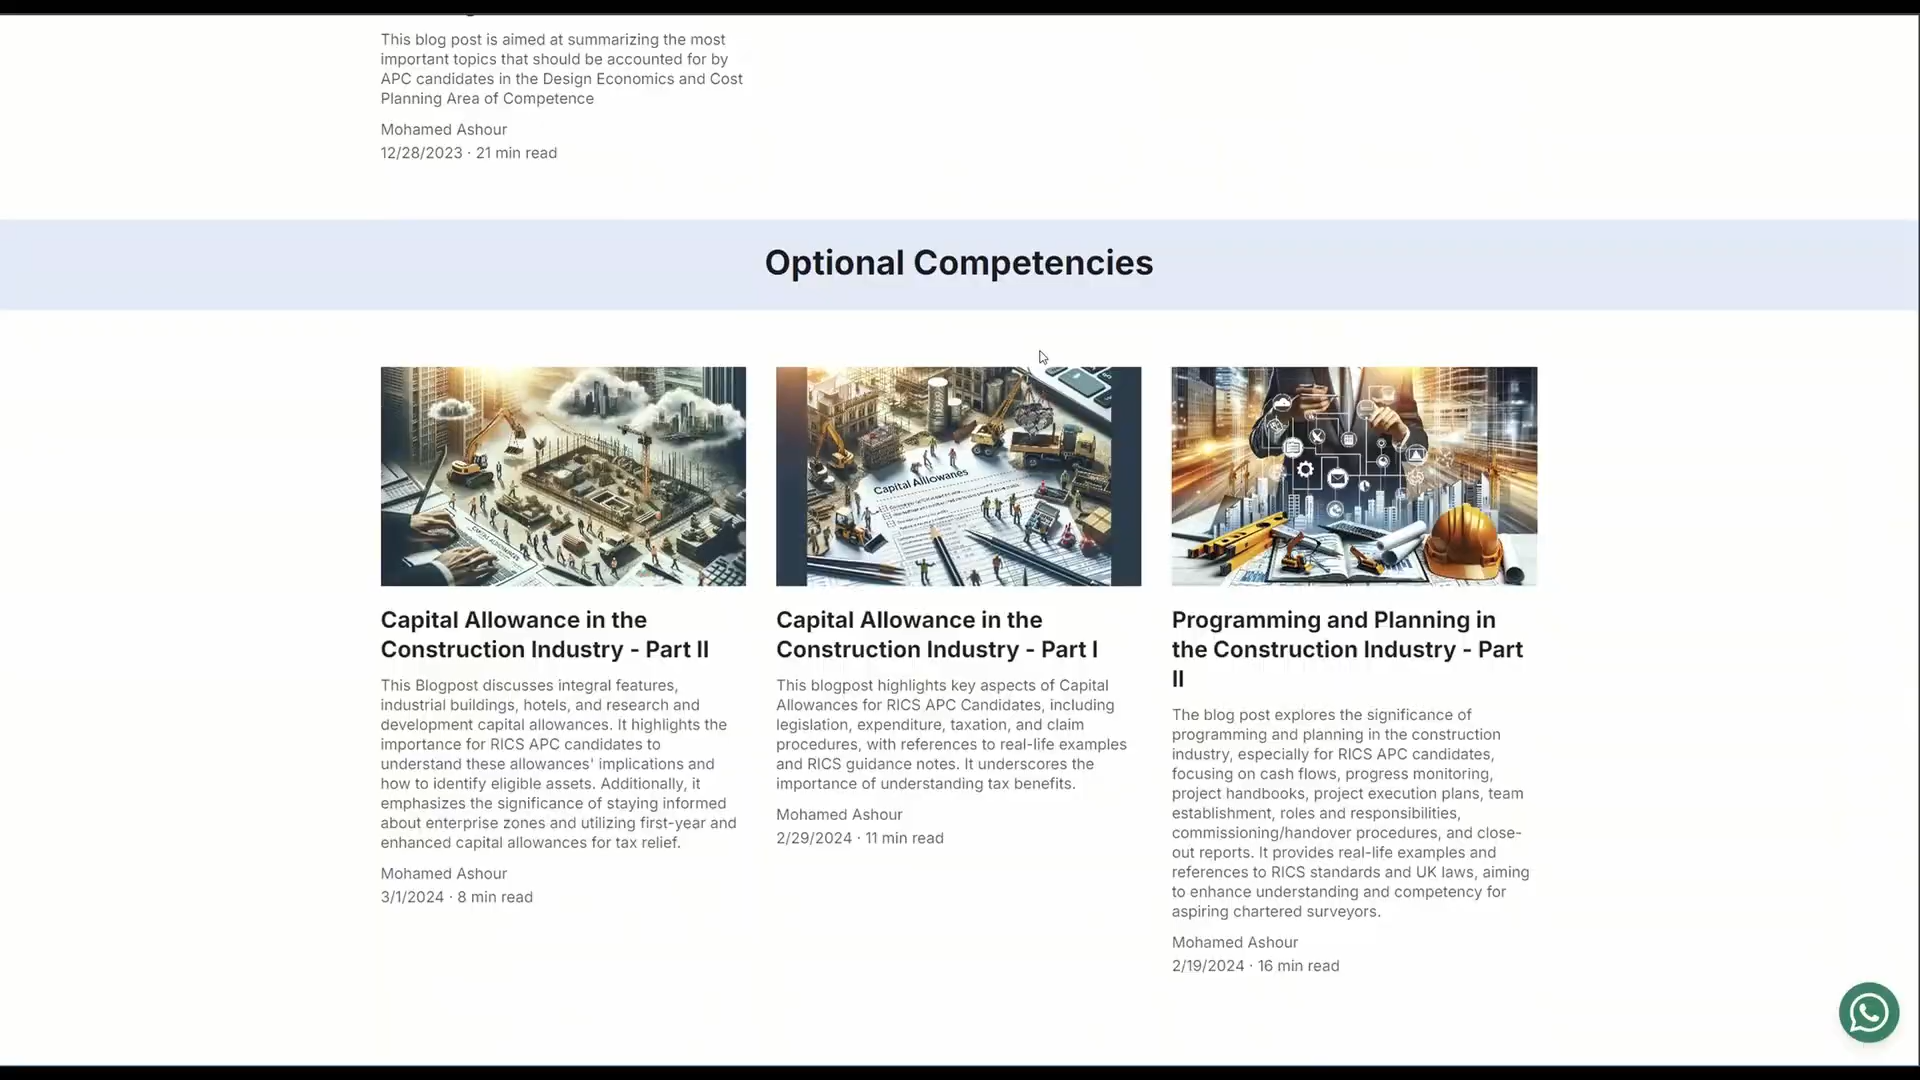 This blog post is aimed at summarizing the most
important topics that should be accounted for by
APC candidates in the Design Economics and Cost
Planning Area of Competence
Mohamed Ashour
12/28/2023 · 21 min read
Optional Competencies
Capital Allowance in the
Construction Industry - Part II
This Blogpost discusses integral features,
industrial buildings, hotels, and research and
development capital allowances. It highlights the
importance for RICS APC candidates to
understand these allowances' implications and
how to identify eligible assets. Additionally, it
emphasizes the significance of staying informed
about enterprise zones and utilizing first-year and
enhanced capital allowances for tax relief.
Mohamed Ashour
3/1/2024 · 8 min read
Capital Allowance in the
Construction Industry - Part I
This blogpost highlights key aspects of Capital
Allowances for RICS APC Candidates, including
legislation, expenditure, taxation, and claim
procedures, with references to real-life examples
and RICS guidance notes. It underscores the
importance of understanding tax benefits.
Mohamed Ashour
2/29/2024 · 11 min read
Programming and Planning in
the Construction Industry - Part
II
The blog post explores the significance of
programming and planning in the construction
industry, especially for RICS APC candidates,
focusing on cash flows, progress monitoring,
project handbooks, project execution plans, team
establishment, roles and responsibilities,
commissioning/handover procedures, and close-
out reports. It provides real-life examples and
references to RICS standards and UK laws, aiming
to enhance understanding and competency for
aspiring chartered surveyors.
Mohamed Ashour
2/19/2024 · 16 min read